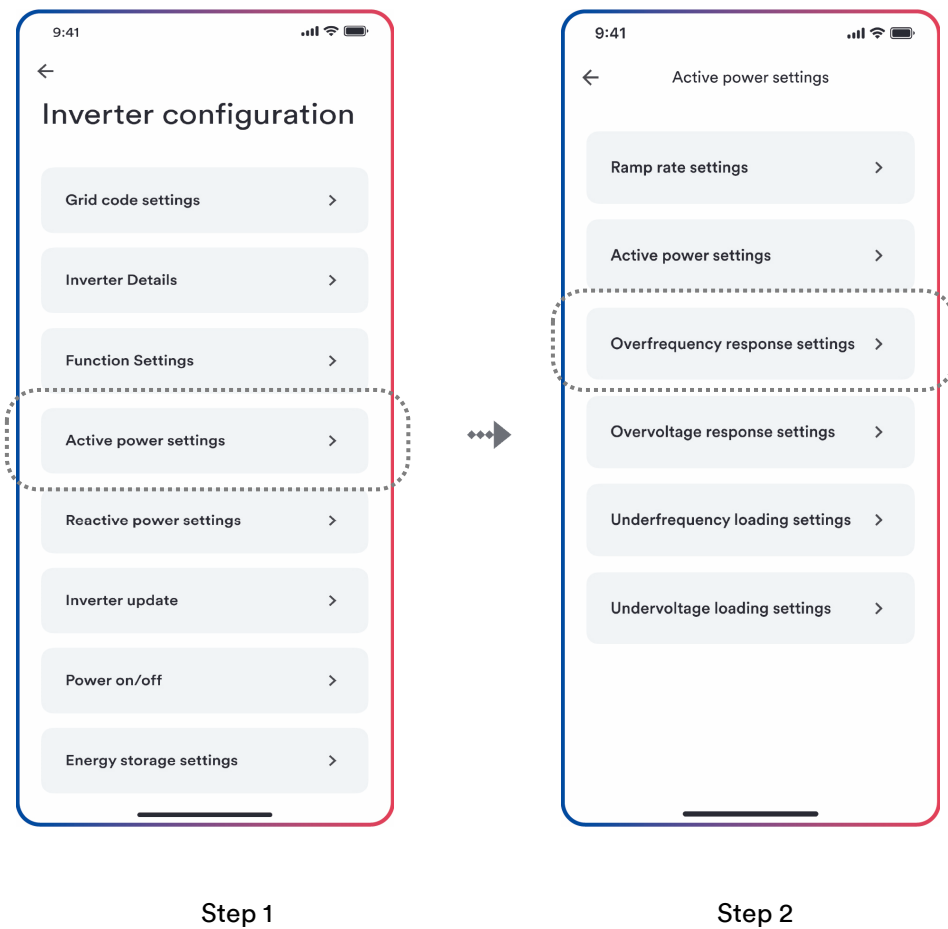 9:41
Inverter configuration
Grid code settings
Inverter Details
Function Settings
Active power settings
Reactive power settings
Inverter update
Power on/off
Energy storage settings
Step 1
9:41
Active power settings
Ramp rate settings
Active power settings
Overfrequency response settings
Overvoltage response settings
Underfrequency loading settings
Undervoltage loading settings
Step 2